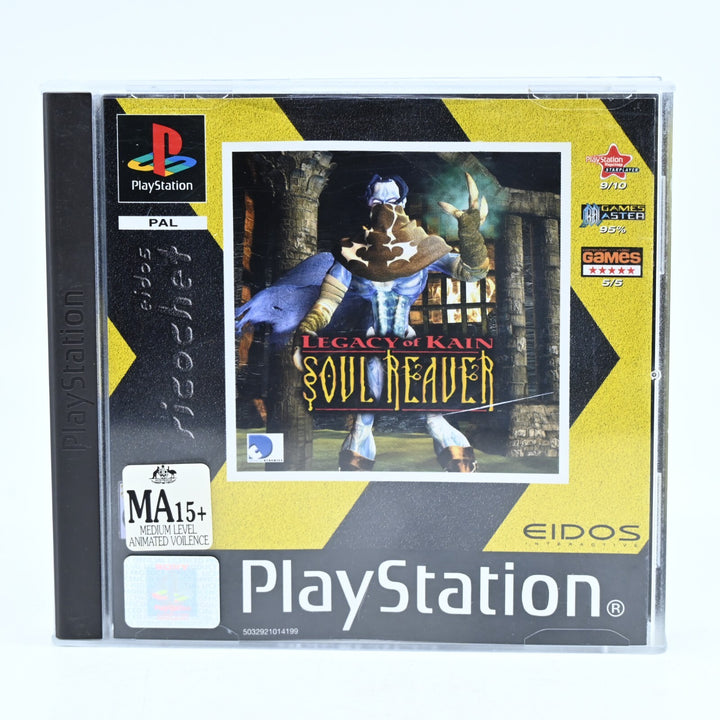 PlayStation
PlayStation
PAL
eidos
ricochet
PlayStation
STARPLAYER
9/10
GAMES
MASTER
95%
GAMES
5/5
LEGACY of KAIN
SOUL REAVER
MA15+
MEDIUM LEVEL
ANIMATED VOILENCE
EIDOS
INTERACTIVE
PlayStation®
5032921014199